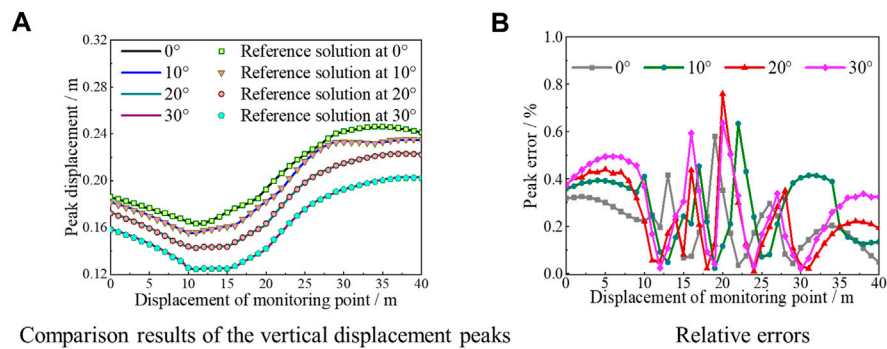 A
0.32
0.28
0.24
0.20
0.16
0.12
Peak displacement / m
0°
10°
20°
30°
Reference solution at 0°
Reference solution at 10°
Reference solution at 20°
Reference solution at 30°
0 5 10 15 20 25 30 35 40
Displacement of monitoring point / m
Comparison results of the vertical displacement peaks
B
1.0
0.8
0.6
0.4
0.2
0.0
Peak error / %
0° 10° 20° 30°
0 5 10 15 20 25 30 35 40
Displacement of monitoring point / m
Relative errors